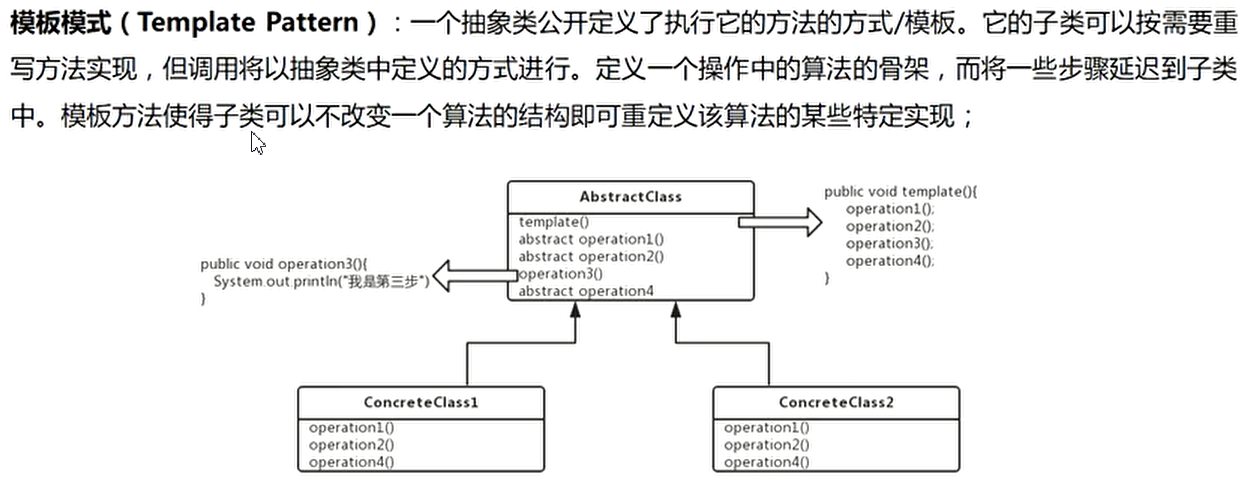 模板模式（Template Pattern）：一个抽象类公开定义了执行它的方法的方式/模板。它的子类可以按需要重
写方法实现，但调用将以抽象类中定义的方式进行。定义一个操作中的算法的骨架，而将一些步骤延迟到子类
中。模板方法使得子类可以不改变一个算法的结构即可重定义该算法的某些特定实现；
AbstractClass
template()
abstract operation1()
abstract operation2()
operation3()
abstract operation4
public void template(){
operation1();
operation2();
operation3();
operation4();
}
public void operation3(){
System.out.println("我是第三步")
}
ConcreteClass1
operation1()
operation2()
operation4()
ConcreteClass2
operation1()
operation2()
operation4()